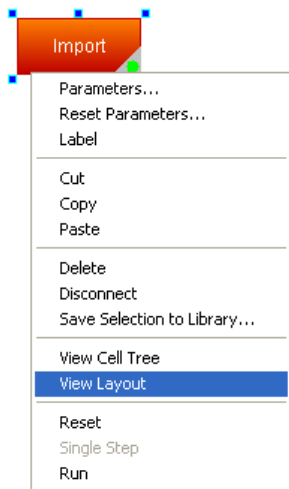 Import
Parameters...
Reset Parameters...
Label
Cut
Copy
Paste
Delete
Disconnect
Save Selection to Library...
View Cell Tree
View Layout
Reset
Single Step
Run